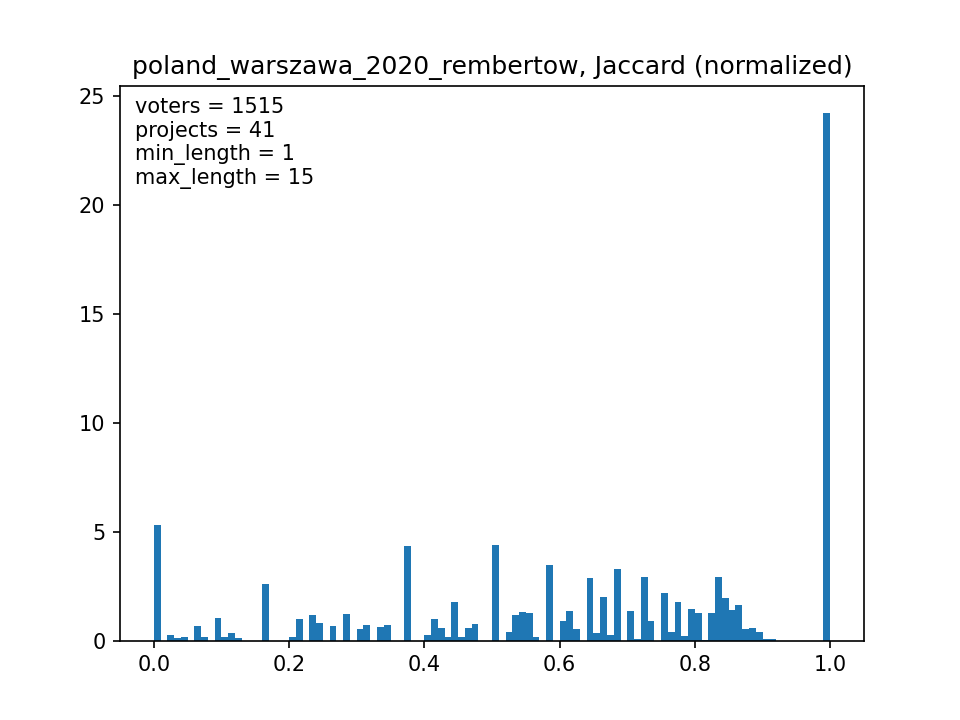 poland_warszawa_2020_rembertow, Jaccard (normalized)
voters = 1515
projects = 41
min_length = 1
max_length = 15
25
20
15
10
5
0
0.0 0.2 0.4 0.6 0.8 1.0